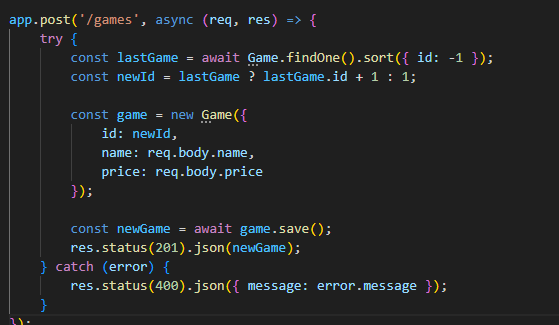 app.post('/games', async (req, res) => {
    try {
        const lastGame = await Game.findOne().sort({ id: -1 });
        const newId = lastGame ? lastGame.id + 1 : 1;

        const game = new Game({
            id: newId,
            name: req.body.name,
            price: req.body.price
        });

        const newGame = await game.save();
        res.status(201).json(newGame);
    } catch (error) {
        res.status(400).json({ message: error.message });
    }
});